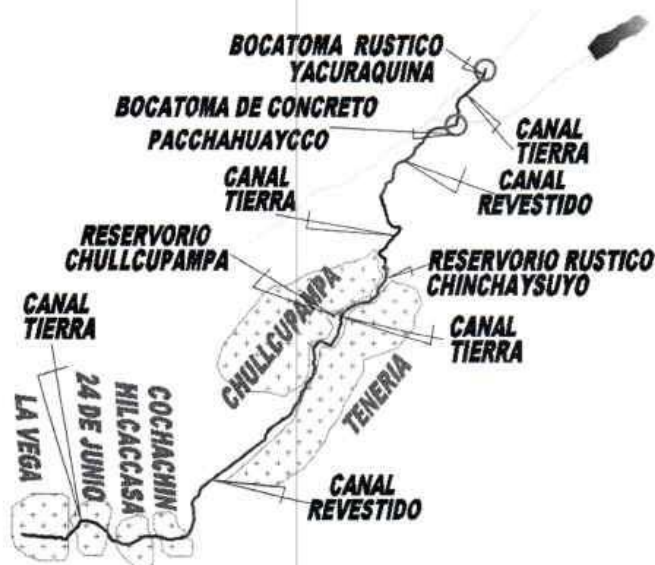 BOCATOMA RUSTICO
YACURAQUINA
BOCATOMA DE CONCRETO
PACCHAHUAYCCO
CANAL
TIERRA
CANAL
REVESTIDO
CANAL
TIERRA
RESERVORIO
CHULLCUPAMPA
RESERVORIO RUSTICO
CHINCHAYSUYO
CANAL
TIERRA
CANAL
TIERRA
CHULLCUPAMPA
TENERIA
LA VEGA
24 DE JUNIO
HILCACCASA
COCHACHIN
CANAL
REVESTIDO